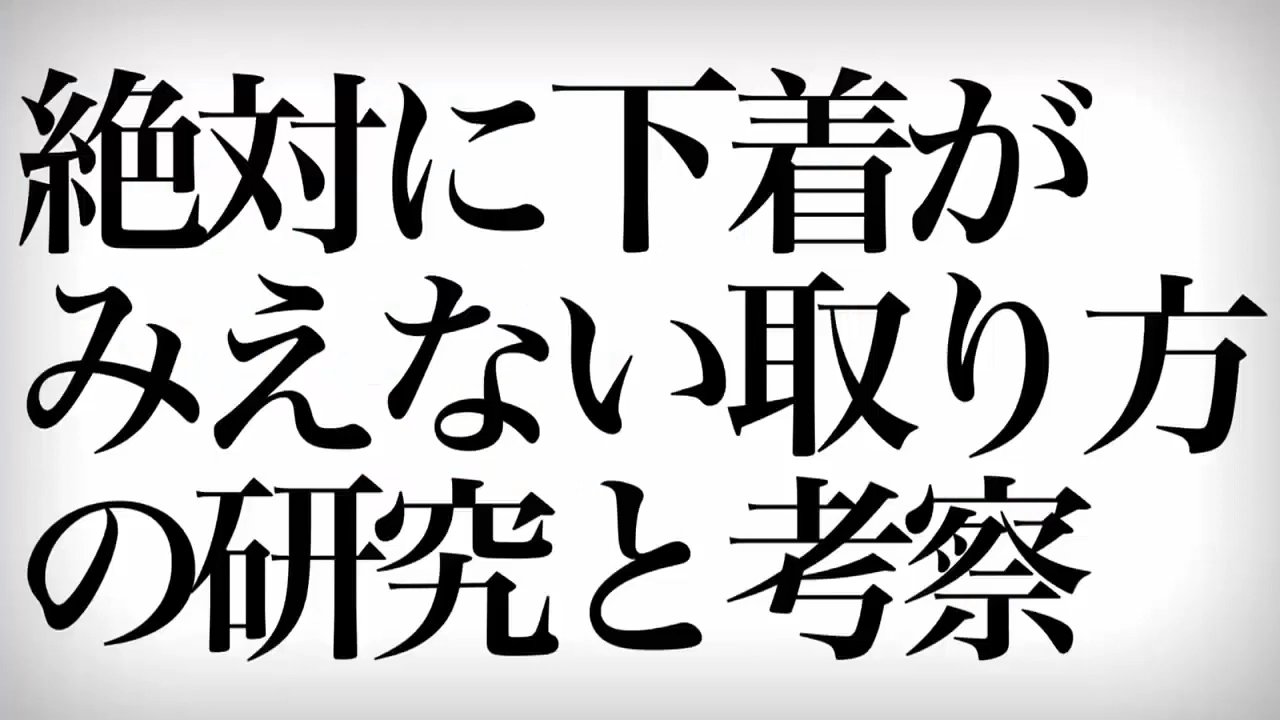 絶対に下着が
みえない取り方
の研究と考察